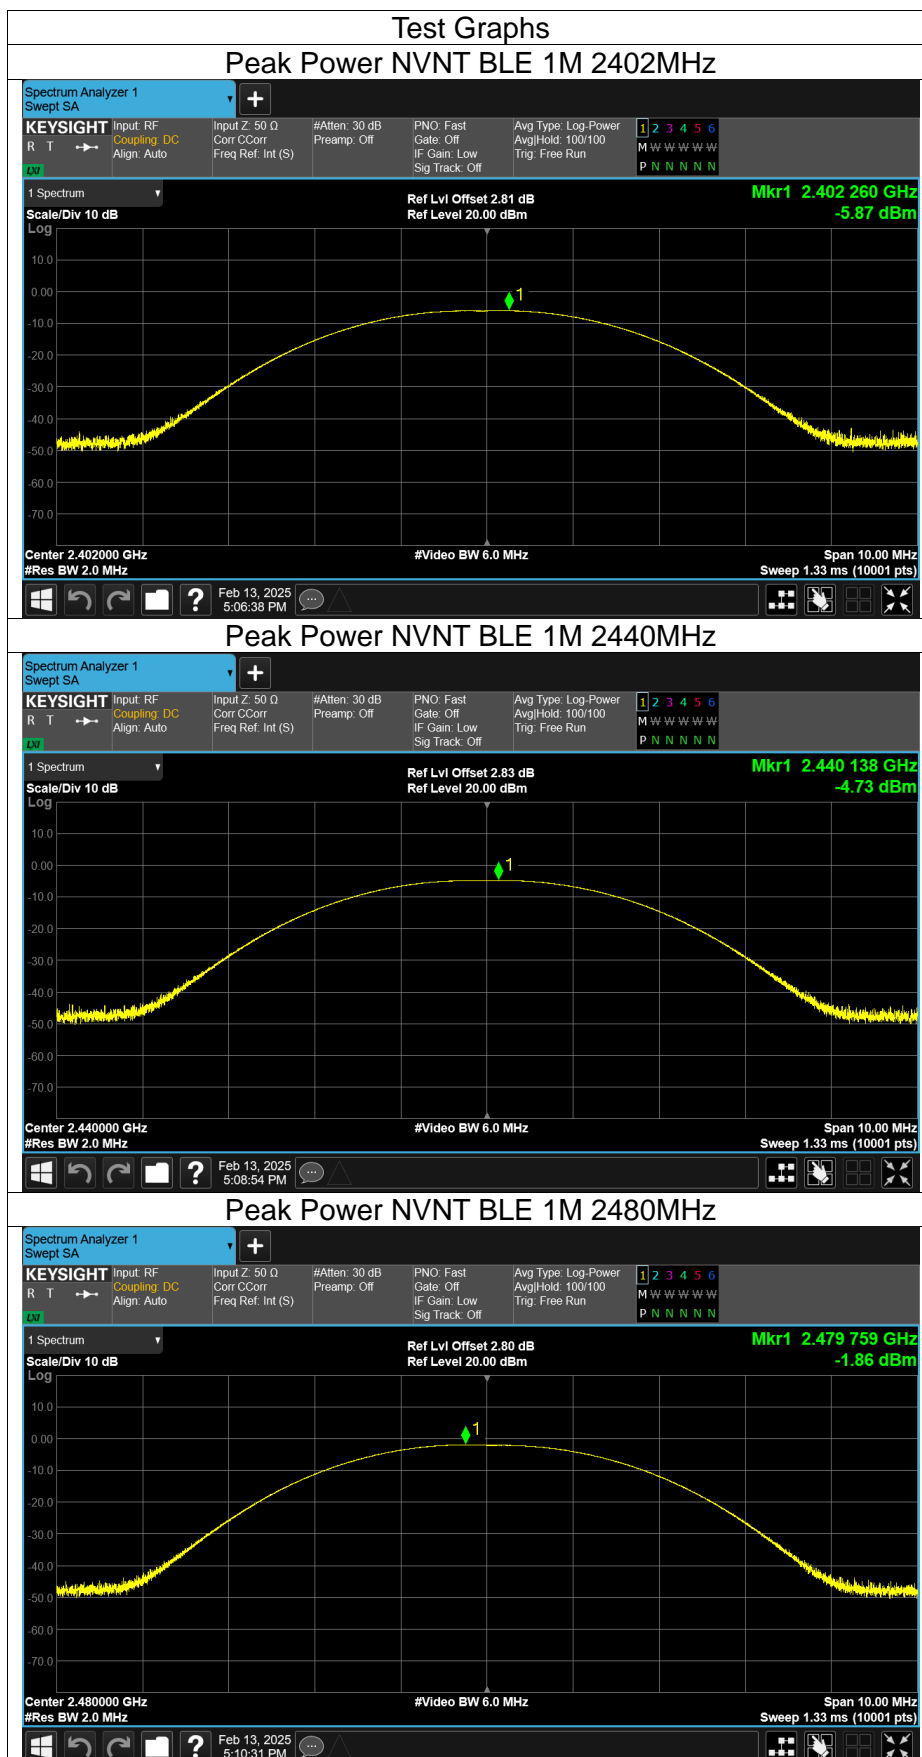 Test Graphs
Peak Power NVNT BLE 1M 2402MHz
Spectrum Analyzer 1
Swept SA
KEYSIGHT
R T
LXI
Input: RF
Coupling: DC
Align: Auto
Input Z: 50 Ω
Corr CCorr
Freq Ref: Int (S)
#Atten: 30 dB
Preamp: Off
PNO: Fast
Gate: Off
IF Gain: Low
Sig Track: Off
Avg Type: Log-Power
Avg|Hold: 100/100
Trig: Free Run
1 2 3 4 5 6
M W W W W W
P N N N N N
1 Spectrum
Scale/Div 10 dB
Log
Ref Lvl Offset 2.81 dB
Ref Level 20.00 dBm
Mkr1 2.402 260 GHz
-5.87 dBm
10.0
0.00
-10.0
-20.0
-30.0
-40.0
-50.0
-60.0
-70.0
1
Center 2.402000 GHz
#Res BW 2.0 MHz
#Video BW 6.0 MHz
Span 10.00 MHz
Sweep 1.33 ms (10001 pts)
Feb 13, 2025
5:06:38 PM
Peak Power NVNT BLE 1M 2440MHz
Spectrum Analyzer 1
Swept SA
KEYSIGHT
R T
LXI
Input: RF
Coupling: DC
Align: Auto
Input Z: 50 Ω
Corr CCorr
Freq Ref: Int (S)
#Atten: 30 dB
Preamp: Off
PNO: Fast
Gate: Off
IF Gain: Low
Sig Track: Off
Avg Type: Log-Power
Avg|Hold: 100/100
Trig: Free Run
1 2 3 4 5 6
M W W W W W
P N N N N N
1 Spectrum
Scale/Div 10 dB
Log
Ref Lvl Offset 2.83 dB
Ref Level 20.00 dBm
Mkr1 2.440 138 GHz
-4.73 dBm
10.0
0.00
-10.0
-20.0
-30.0
-40.0
-50.0
-60.0
-70.0
1
Center 2.440000 GHz
#Res BW 2.0 MHz
#Video BW 6.0 MHz
Span 10.00 MHz
Sweep 1.33 ms (10001 pts)
Feb 13, 2025
5:08:54 PM
Peak Power NVNT BLE 1M 2480MHz
Spectrum Analyzer 1
Swept SA
KEYSIGHT
R T
LXI
Input: RF
Coupling: DC
Align: Auto
Input Z: 50 Ω
Corr CCorr
Freq Ref: Int (S)
#Atten: 30 dB
Preamp: Off
PNO: Fast
Gate: Off
IF Gain: Low
Sig Track: Off
Avg Type: Log-Power
Avg|Hold: 100/100
Trig: Free Run
1 2 3 4 5 6
M W W W W W
P N N N N N
1 Spectrum
Scale/Div 10 dB
Log
Ref Lvl Offset 2.80 dB
Ref Level 20.00 dBm
Mkr1 2.479 759 GHz
-1.86 dBm
10.0
0.00
-10.0
-20.0
-30.0
-40.0
-50.0
-60.0
-70.0
1
Center 2.480000 GHz
#Res BW 2.0 MHz
#Video BW 6.0 MHz
Span 10.00 MHz
Sweep 1.33 ms (10001 pts)
Feb 13, 2025
5:10:31 PM